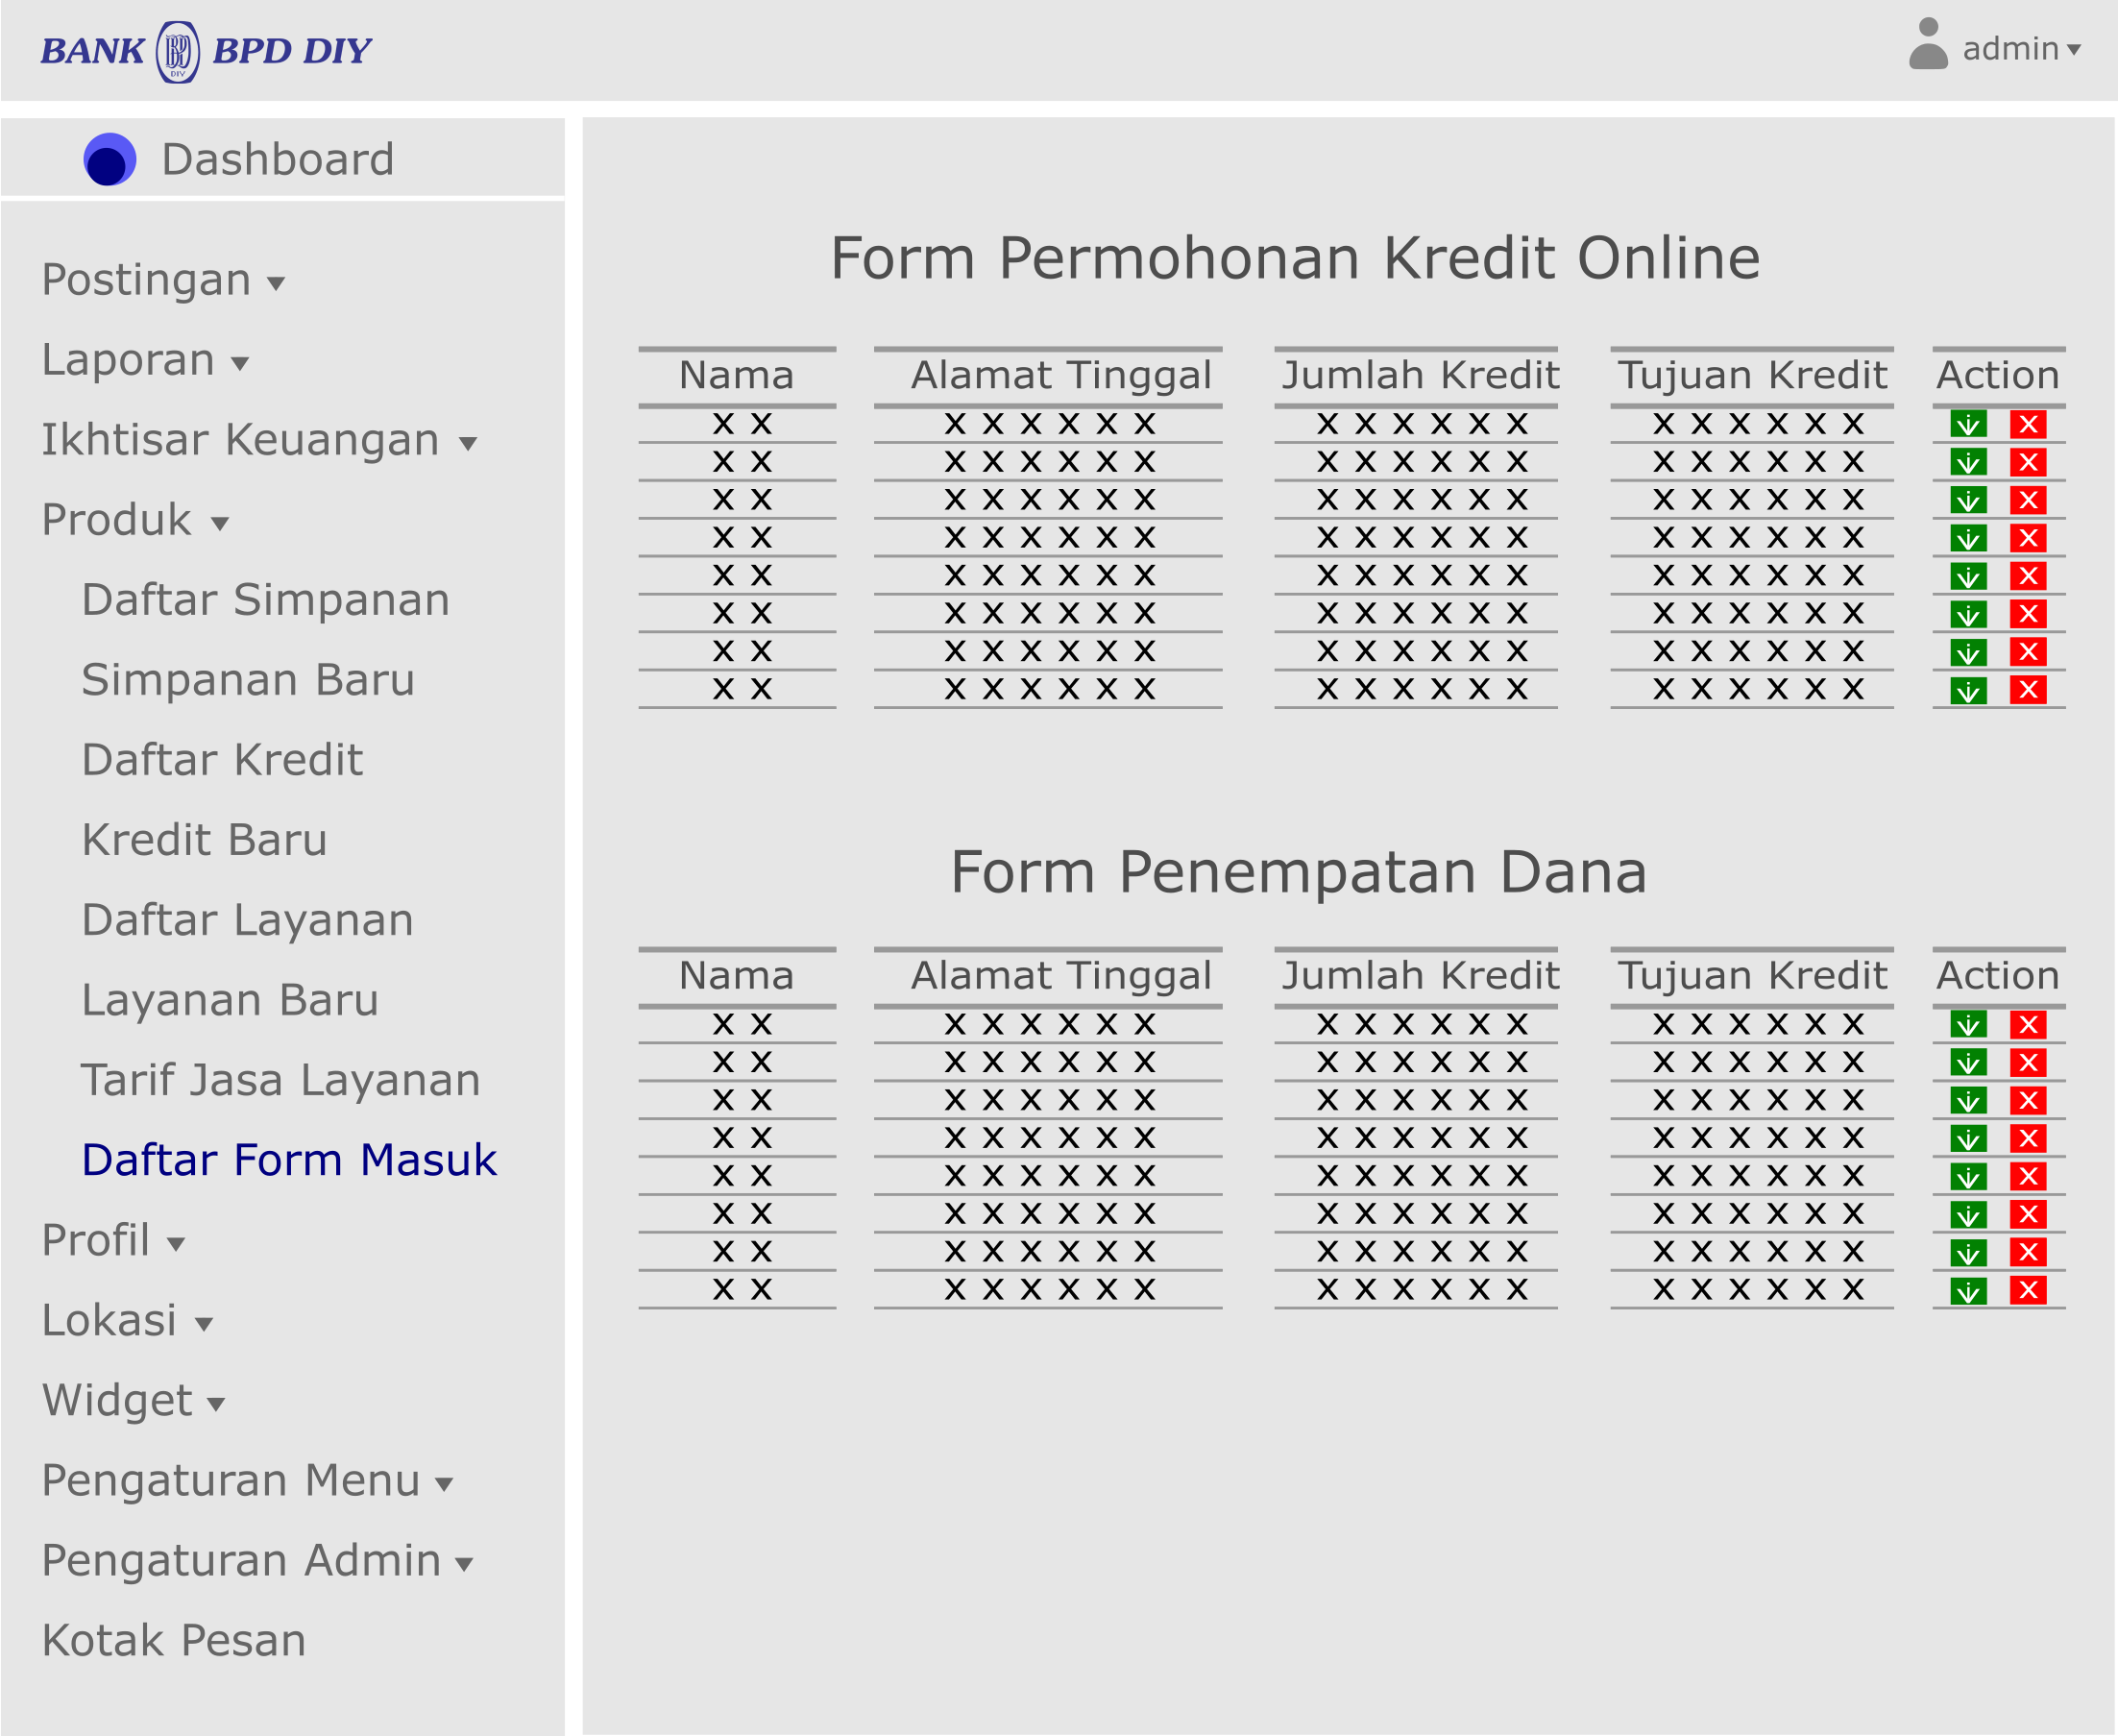 BANK BPD DIY
admin
Dashboard
Postingan
Laporan
Ikhtisar Keuangan
Produk
Daftar Simpanan
Simpanan Baru
Daftar Kredit
Kredit Baru
Daftar Layanan
Layanan Baru
Tarif Jasa Layanan
Daftar Form Masuk
Profil
Lokasi
Widget
Pengaturan Menu
Pengaturan Admin
Kotak Pesan
Form Permohonan Kredit Online
Nama Alamat Tinggal Jumlah Kredit Tujuan Kredit Action
X X X X X X X X X X X X X X X X X X X X X
X X X X X X X X X X X X X X X X X X X X X
X X X X X X X X X X X X X X X X X X X X X
X X X X X X X X X X X X X X X X X X X X X
X X X X X X X X X X X X X X X X X X X X X
X X X X X X X X X X X X X X X X X X X X X
X X X X X X X X X X X X X X X X X X X X X
X X X X X X X X X X X X X X X X X X X X X
Form Penempatan Dana
Nama Alamat Tinggal Jumlah Kredit Tujuan Kredit Action
X X X X X X X X X X X X X X X X X X X X X
X X X X X X X X X X X X X X X X X X X X X
X X X X X X X X X X X X X X X X X X X X X
X X X X X X X X X X X X X X X X X X X X X
X X X X X X X X X X X X X X X X X X X X X
X X X X X X X X X X X X X X X X X X X X X
X X X X X X X X X X X X X X X X X X X X X
X X X X X X X X X X X X X X X X X X X X X